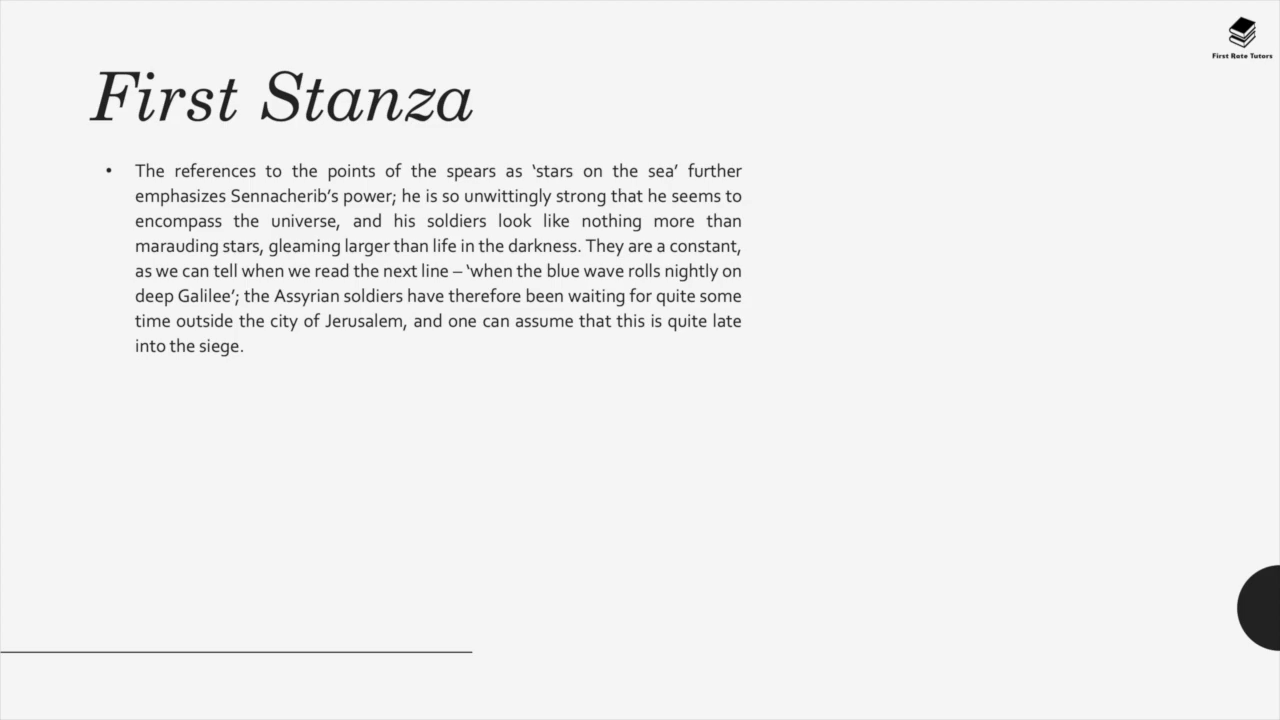 First Rate Tutors
First Stanza
• The references to the points of the spears as ‘stars on the sea’ further
emphasizes Sennacherib’s power; he is so unwittingly strong that he seems to
encompass the universe, and his soldiers look like nothing more than
marauding stars, gleaming larger than life in the darkness. They are a constant,
as we can tell when we read the next line – ‘when the blue wave rolls nightly on
deep Galilee’; the Assyrian soldiers have therefore been waiting for quite some
time outside the city of Jerusalem, and one can assume that this is quite late
into the siege.